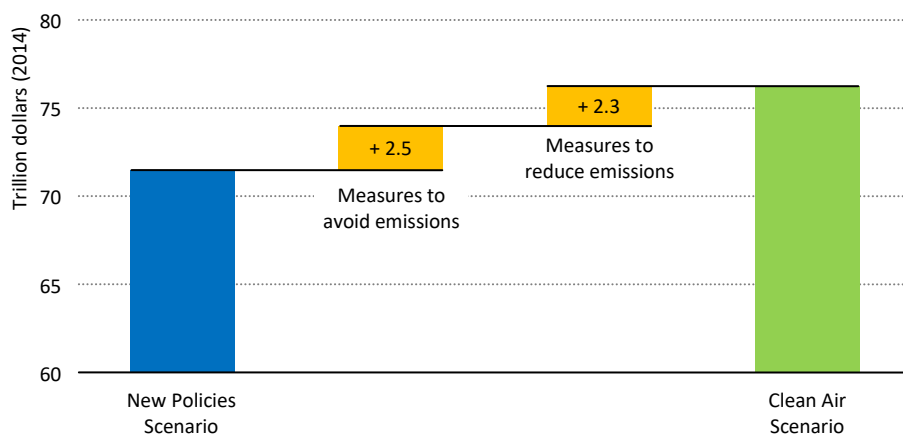 Trillion dollars (2014)
80
75
70
65
60
+ 2.5
+ 2.3
Measures to
avoid emissions
Measures to
reduce emissions
New Policies
Scenario
Clean Air
Scenario